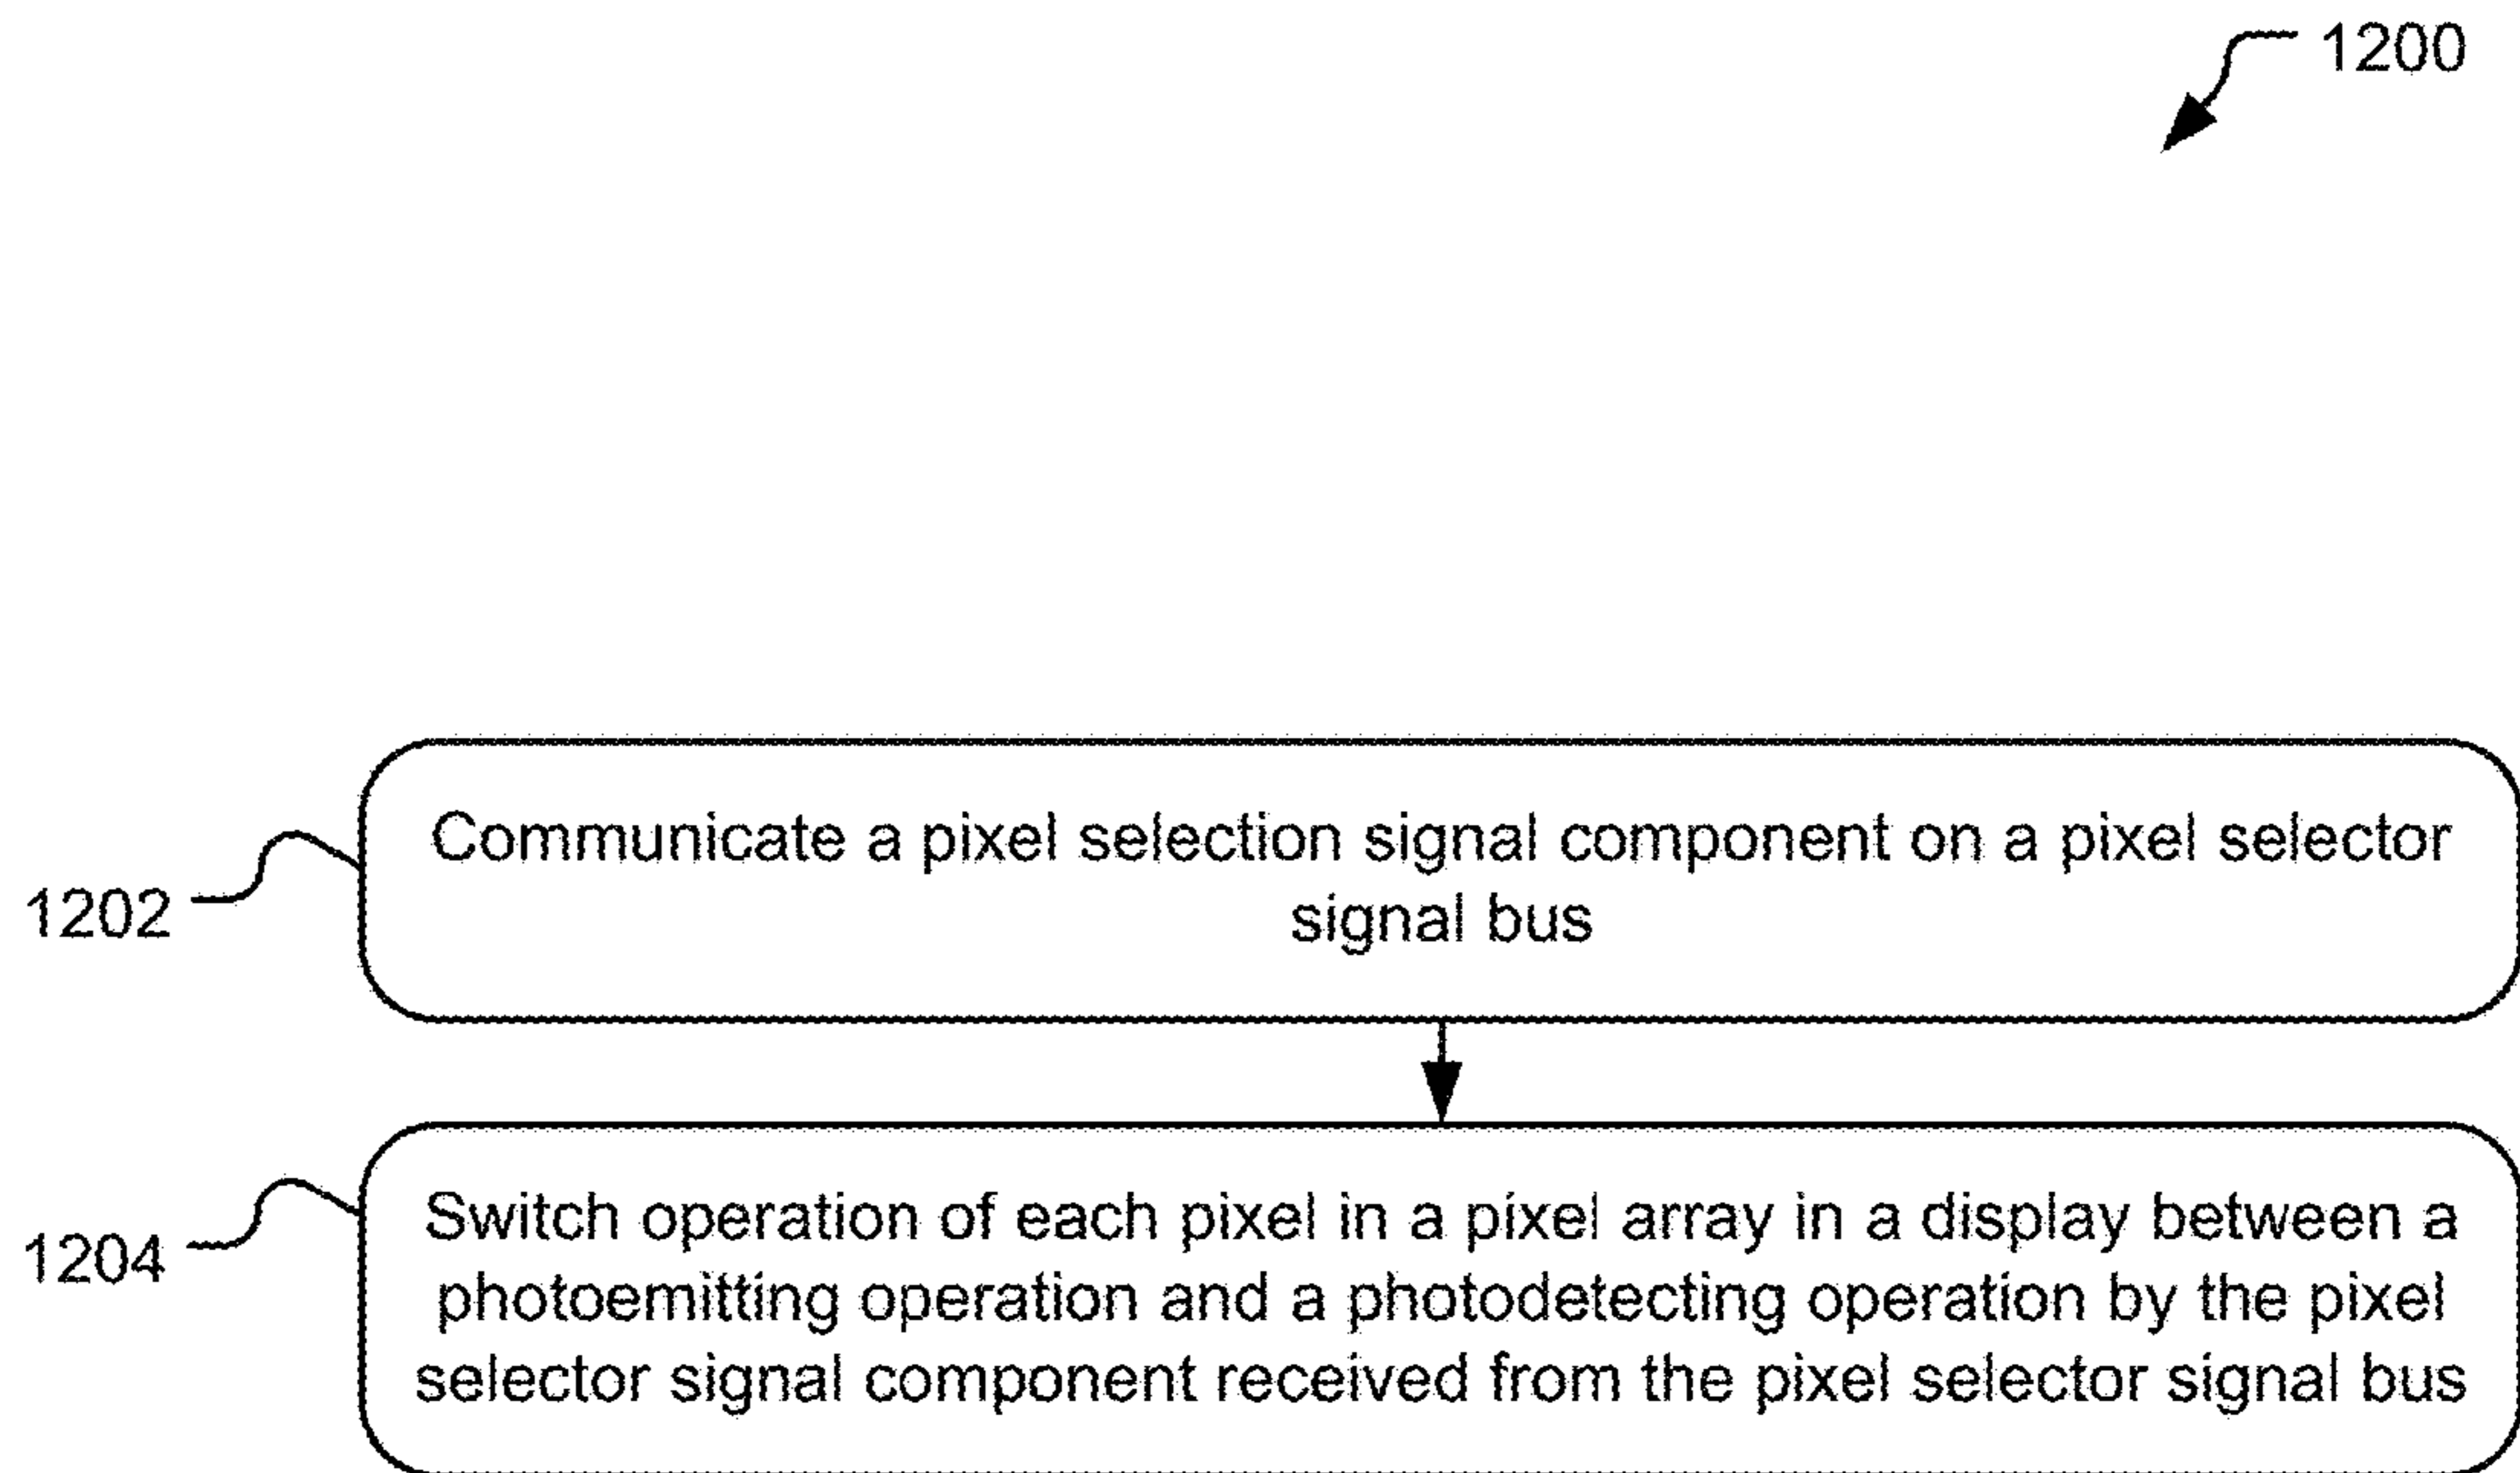 1200
Communicate a pixel selection signal component on a pixel selector
signal bus
1202
Switch operation of each pixel in a pixel array in a display between a
photoemitting operation and a photodetecting operation by the pixel
selector signal component received from the pixel selector signal bus
1204